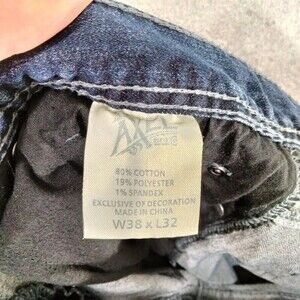 80% COTTON
19% POLYESTER
1% SPANDEX
EXCLUSIVE OF DECORATION
MADE IN CHINA
W38 x L32